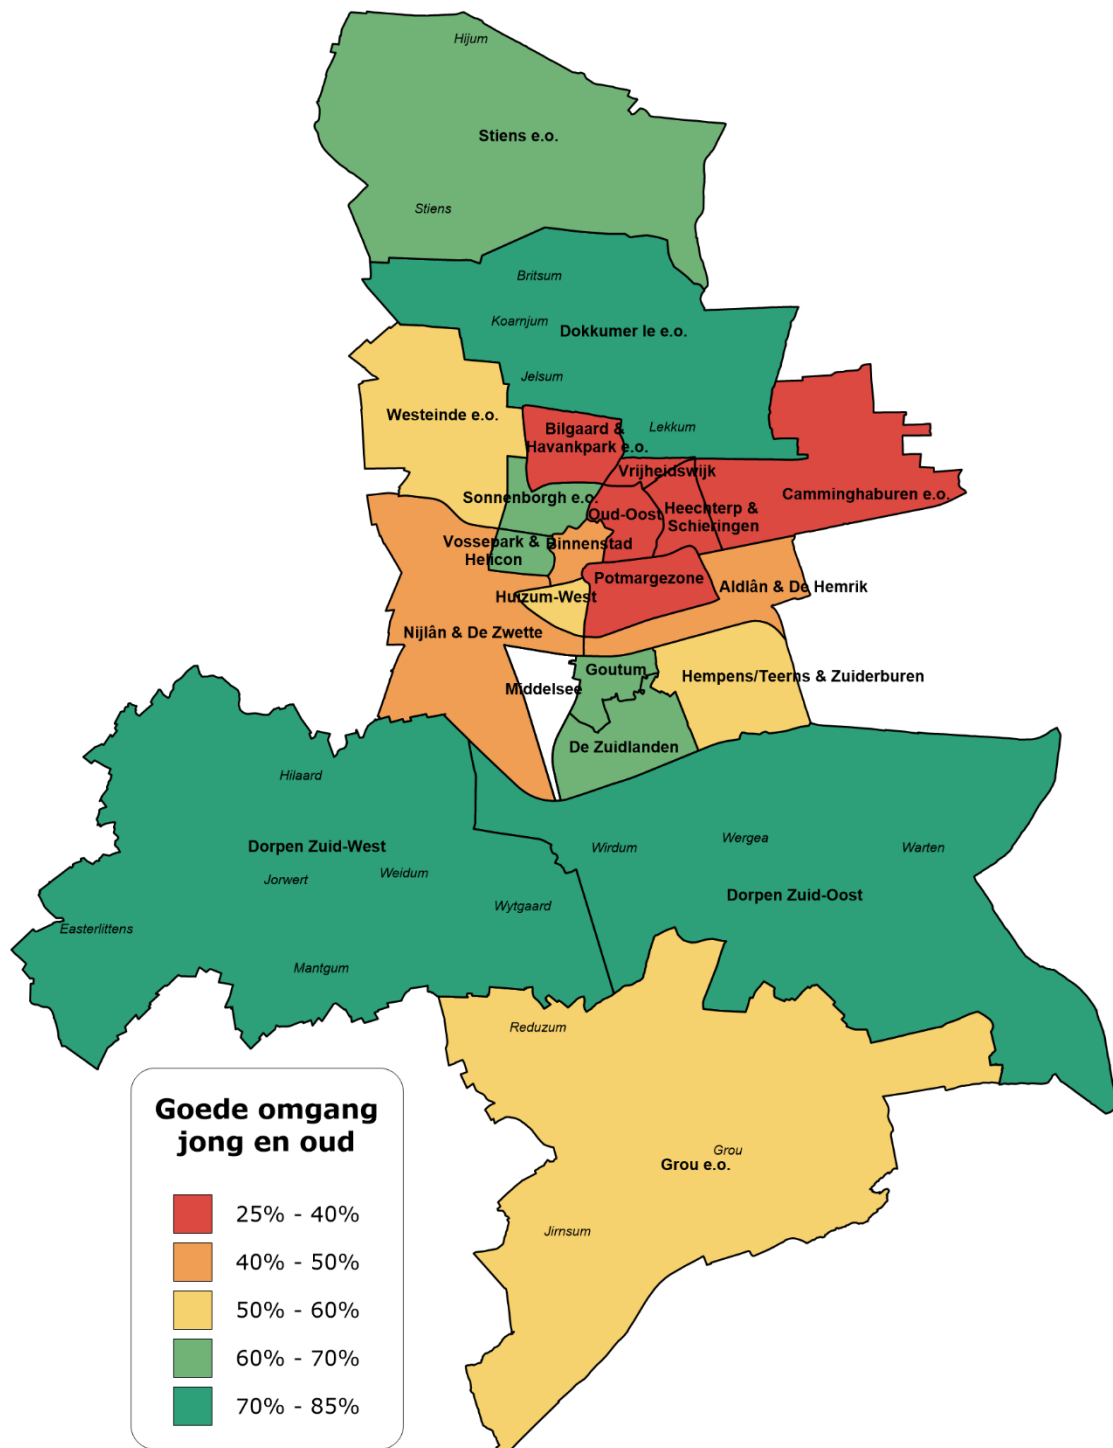 Hijum
Stiens e.o.
Stiens
Britsum
Koarnjum
Dokkumer Ie e.o.
Jelsum
Westeinde e.o.
Lekkum
Bilgaard &
Havankpark e.o.
Vrijheidswijk
Camminghaburen e.o.
Sonnenborgh e.o.
Oud-Oost
Heechterp &
Schieringen
Vossepark &
Helicon
Binnenstad
Potmargezone
Aldlân & De Hemrik
Huizum-West
Nijlân & De Zwette
Goutum
Middelsee
Hempens/Teerns & Zuiderburen
De Zuidlanden
Hilaard
Dorpen Zuid-West
Wirdum
Wergea
Warten
Jorwert
Weidum
Dorpen Zuid-Oost
Wytgaard
Easterlittens
Mantgum
Reduzum
Grou
Grou e.o.
Jirnsum
Goede omgang
jong en oud
25% - 40%
40% - 50%
50% - 60%
60% - 70%
70% - 85%